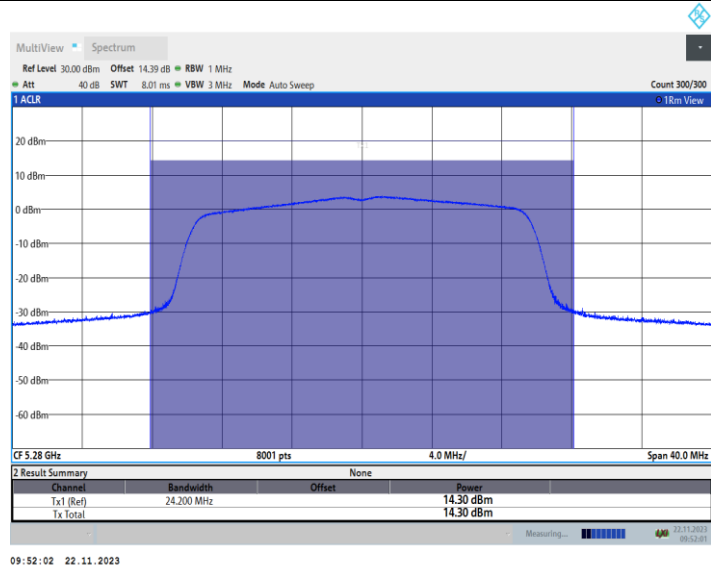 MultiView Spectrum
Ref Level 30.00 dBm Offset 14.39 dB RBW 1 MHz
Att 40 dB SWT 8.01 ms VBW 3 MHz Mode Auto Sweep Count 300/300
1 ACLR 1Rm View
20 dBm
10 dBm
0 dBm
-10 dBm
-20 dBm
-30 dBm
-40 dBm
-50 dBm
-60 dBm
CF 5.28 GHz 8001 pts 4.0 MHz/ Span 40.0 MHz
2 Result Summary None
Channel Bandwidth Offset Power
Tx1 (Ref) 24.200 MHz 14.30 dBm
Tx Total 14.30 dBm
Measuring... 22.11.2023
09:52:01
09:52:02 22.11.2023